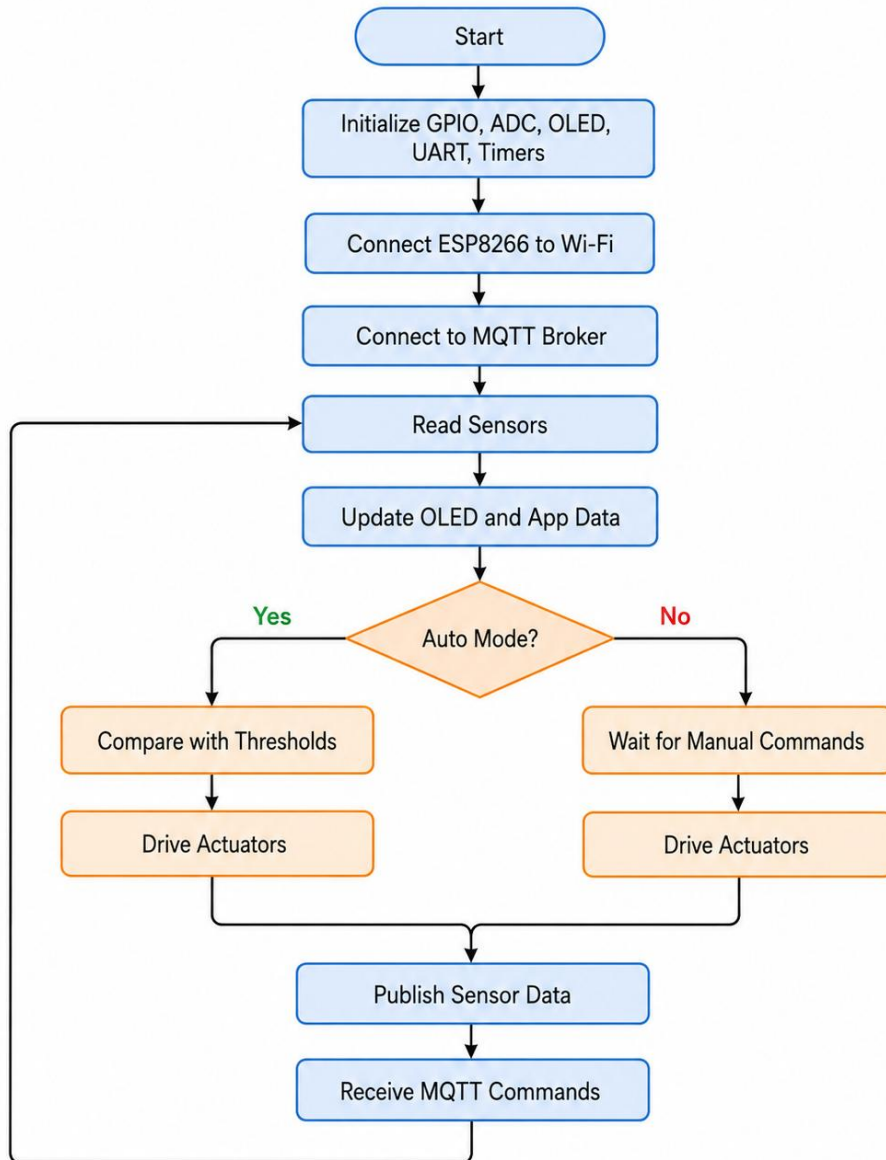 Start
Initialize GPIO, ADC, OLED,
UART, Timers
Connect ESP8266 to Wi-Fi
Connect to MQTT Broker
Read Sensors
Update OLED and App Data
Auto Mode?
Yes
No
Compare with Thresholds
Wait for Manual Commands
Drive Actuators
Drive Actuators
Publish Sensor Data
Receive MQTT Commands